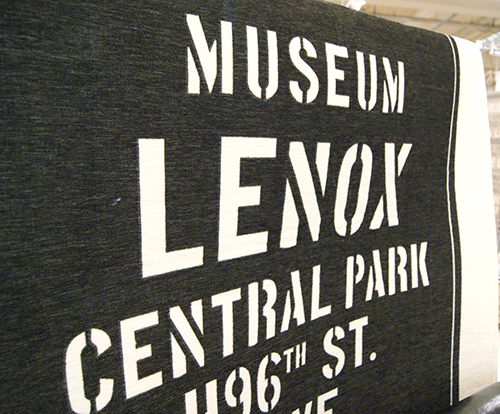 MUSEUM
LENOX
CENTRAL PARK
96TH ST.